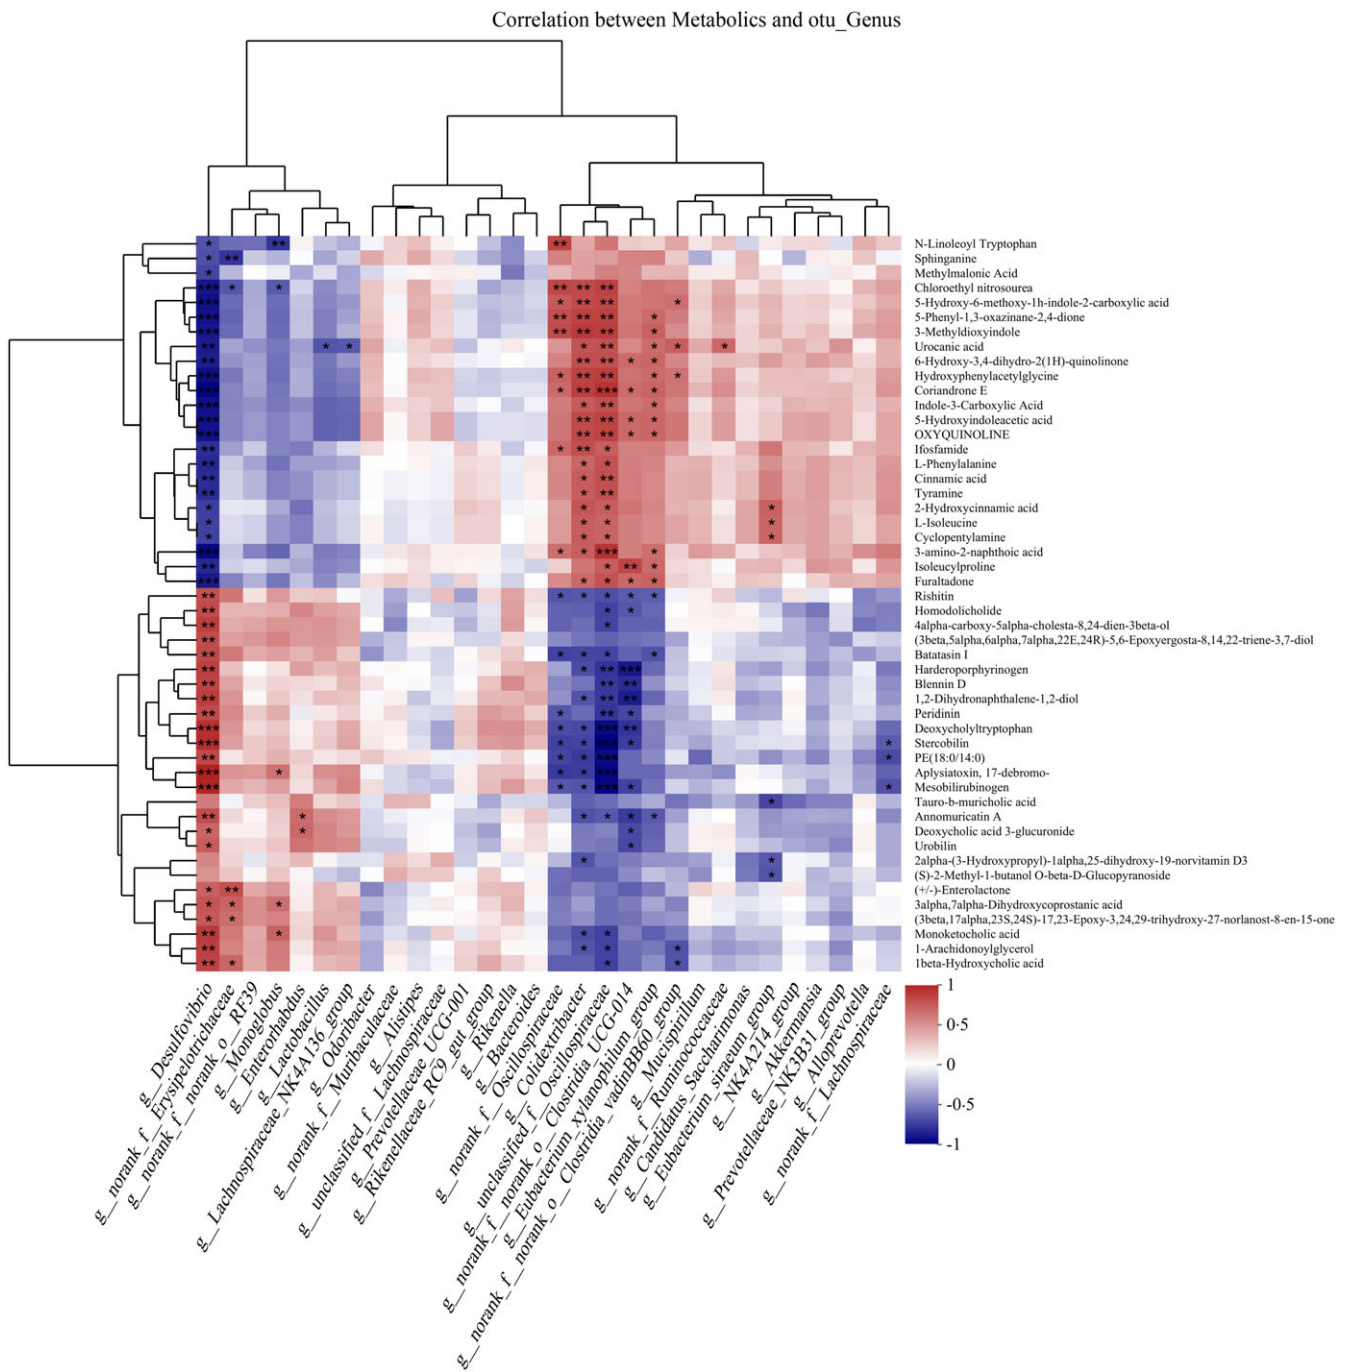 Correlation between Metabolics and otu_Genus
N-Linoleoyl Tryptophan
Sphinganine
Methylmalonic Acid
Chloroethyl nitrosourea
5-Hydroxy-6-methoxy-1h-indole-2-carboxylic acid
5-Phenyl-1,3-oxazinane-2,4-dione
3-Methyldioxyindole
Urocanic acid
6-Hydroxy-3,4-dihydro-2(1H)-quinolinone
Hydroxyphenylacetylglycine
Coriandrone E
Indole-3-Carboxylic Acid
5-Hydroxyindoleacetic acid
OXYQUINOLINE
Ifosfamide
L-Phenylalanine
Cinnamic acid
Tyramine
2-Hydroxycinnamic acid
L-Isoleucine
Cyclopentylamine
3-amino-2-naphthoic acid
Isoleucylproline
Furaltadone
Rishitin
Homodolicholide
4alpha-carboxy-5alpha-cholesta-8,24-dien-3beta-ol
(3beta,5alpha,6alpha,7alpha,22E,24R)-5,6-Epoxyergosta-8,14,22-triene-3,7-diol
Batatasin I
Harderoporphyrinogen
Blennin D
1,2-Dihydronaphthalene-1,2-diol
Peridinin
Deoxycholyltryptophan
Stercobilin
PE(18:0/14:0)
Aplysiatoxin, 17-debromo-
Mesobilirubinogen
Tauro-b-muricholic acid
Annomuricatin A
Deoxycholic acid 3-glucuronide
Urobilin
2alpha-(3-Hydroxypropyl)-1alpha,25-dihydroxy-19-norvitamin D3
(S)-2-Methyl-1-butanol O-beta-D-Glucopyranoside
(+/-)-Enterolactone
3alpha,7alpha-Dihydroxycoprostanic acid
(3beta,17alpha,23S,24S)-17,23-Epoxy-3,24,29-trihydroxy-27-norlanost-8-en-15-one
Monoketocholic acid
1-Arachidonoylglycerol
1beta-Hydroxycholic acid
g__Desulfovibrio
g__norank_f__Erysipelotrichaceae
g__norank_f__norank_o__RF39
g__Monoglobus
g__Enterorhabdus
g__Lactobacillus
g__Lachnospiraceae_NK4A136_group
g__Odoribacter
g__norank_f__Muribaculaceae
g__Alistipes
g__unclassified_f__Lachnospiraceae
g__Prevotellaceae_UCG-001
g__Rikenellaceae_RC9_gut_group
g__Rikenella
g__Bacteroides
g__norank_f__Oscillospiraceae
g__Colidextribacter
g__unclassified_f__Oscillospiraceae
g__norank_f__norank_o__Clostridia_UCG-014
g__Eubacterium_xylanophilum_group
g__norank_f__norank_o__Clostridia_vadinBB60_group
g__Mucispirillum
g__norank_f__Ruminococcaceae
g__Candidatus_Saccharimonas
g__Eubacterium_siraeum_group
g__NK4A214_group
g__Akkermansia
g__Prevotellaceae_NK3B31_group
g__Alloprevotella
g__norank_f__Lachnospiraceae
1
0·5
0
-0.5
-1